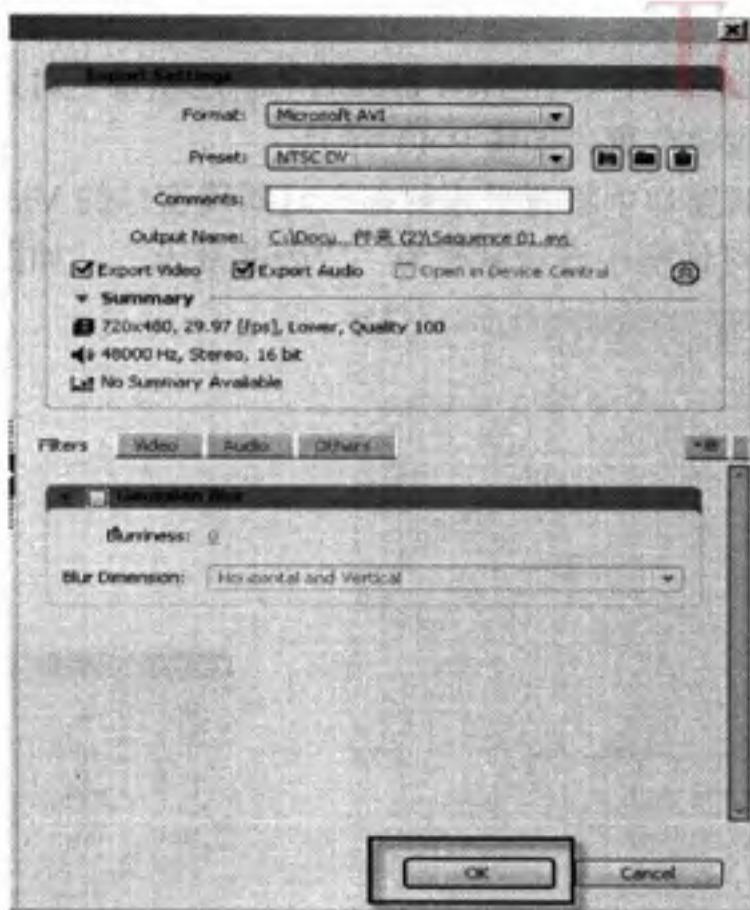 Export Settings
Format: Microsoft AVI
Preset: NTSC DV
Comments:
Output Name: C:\Docu... (2)\Sequence 01.avi
Export Video Export Audio Open in Device Central
Summary
720x480, 29.97 [fps], Lower, Quality 100
48000 Hz, Stereo, 16 bit
No Summary Available
Filters Video Audio Others
Gaussian Blur
Blurriness: 0
Blur Dimension: Horizontal and Vertical
OK Cancel